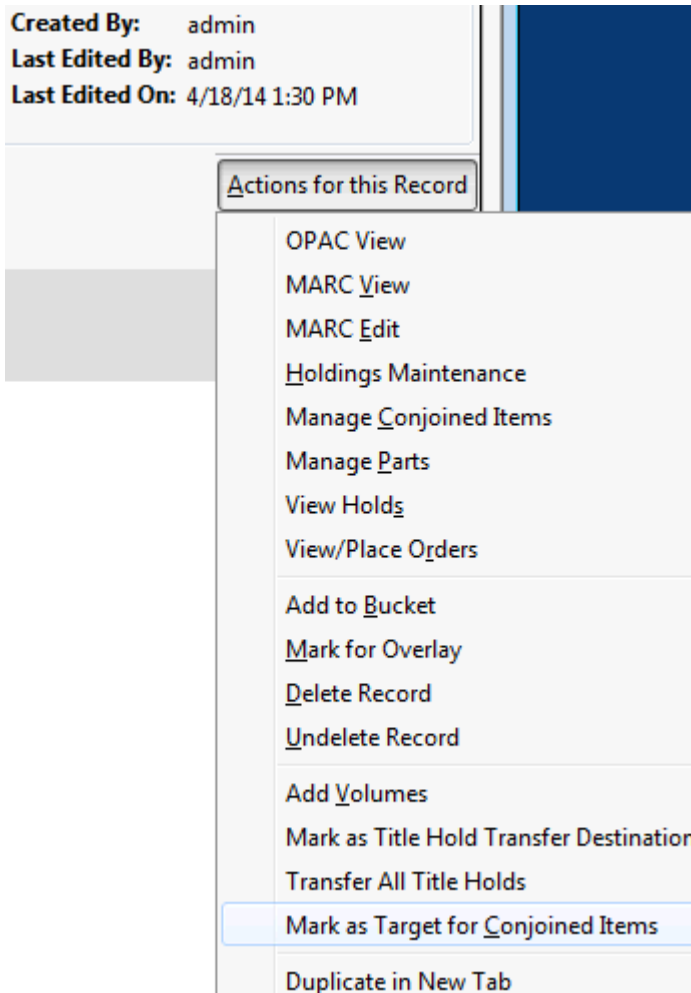 Created By: admin
Last Edited By: admin
Last Edited On: 4/18/14 1:30 PM
Actions for this Record
OPAC View
MARC View
MARC Edit
Holdings Maintenance
Manage Conjoined Items
Manage Parts
View Holds
View/Place Orders
Add to Bucket
Mark for Overlay
Delete Record
Undelete Record
Add Volumes
Mark as Title Hold Transfer Destination
Transfer All Title Holds
Mark as Target for Conjoined Items
Duplicate in New Tab